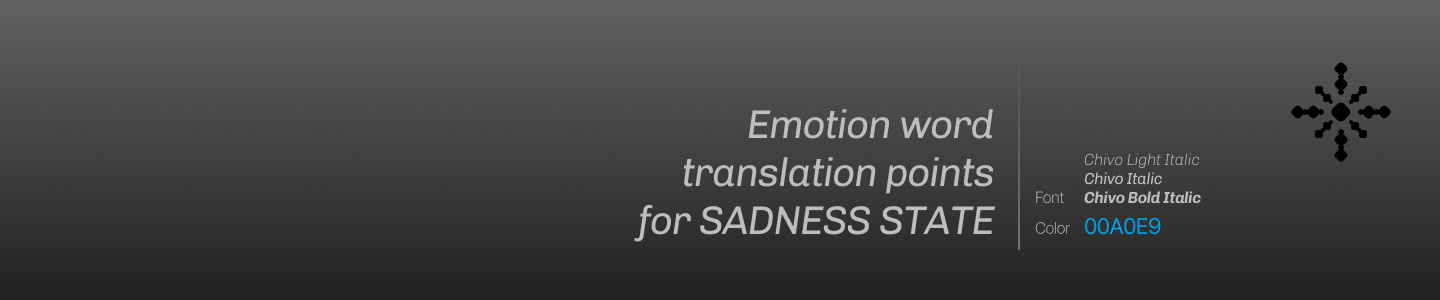 Emotion word
translation points
for SADNESS STATE
Chivo Light Italic
Chivo Italic
Font Chivo Bold Italic
Color 00A0E9